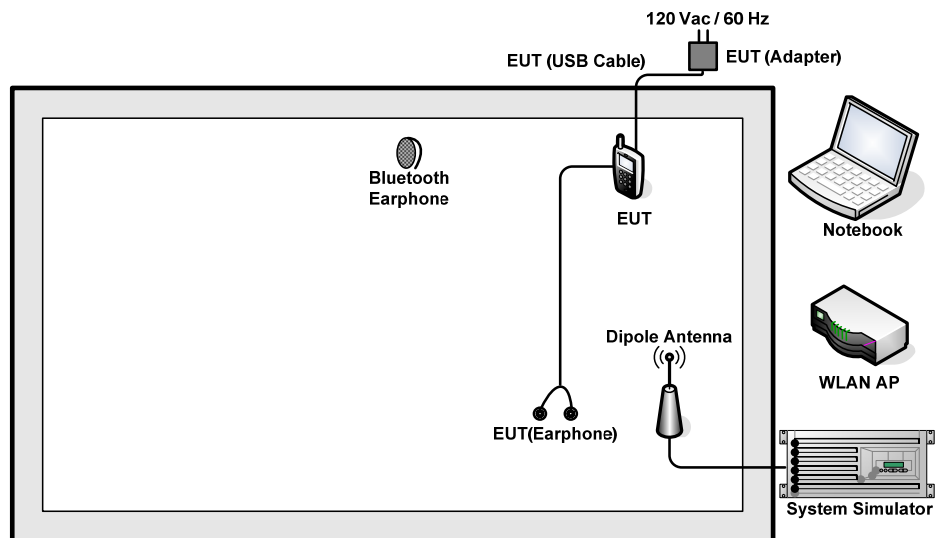 120 Vac / 60 Hz
EUT (USB Cable)
EUT (Adapter)
Bluetooth
Earphone
EUT
Notebook
Dipole Antenna
WLAN AP
EUT(Earphone)
System Simulator